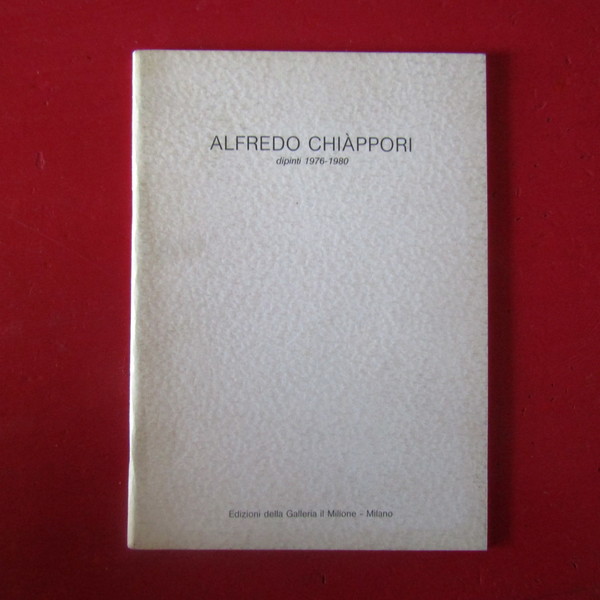 ALFREDO CHIÀPPORI
dipinti 1976-1980
Edizioni della Galleria il Milione - Milano